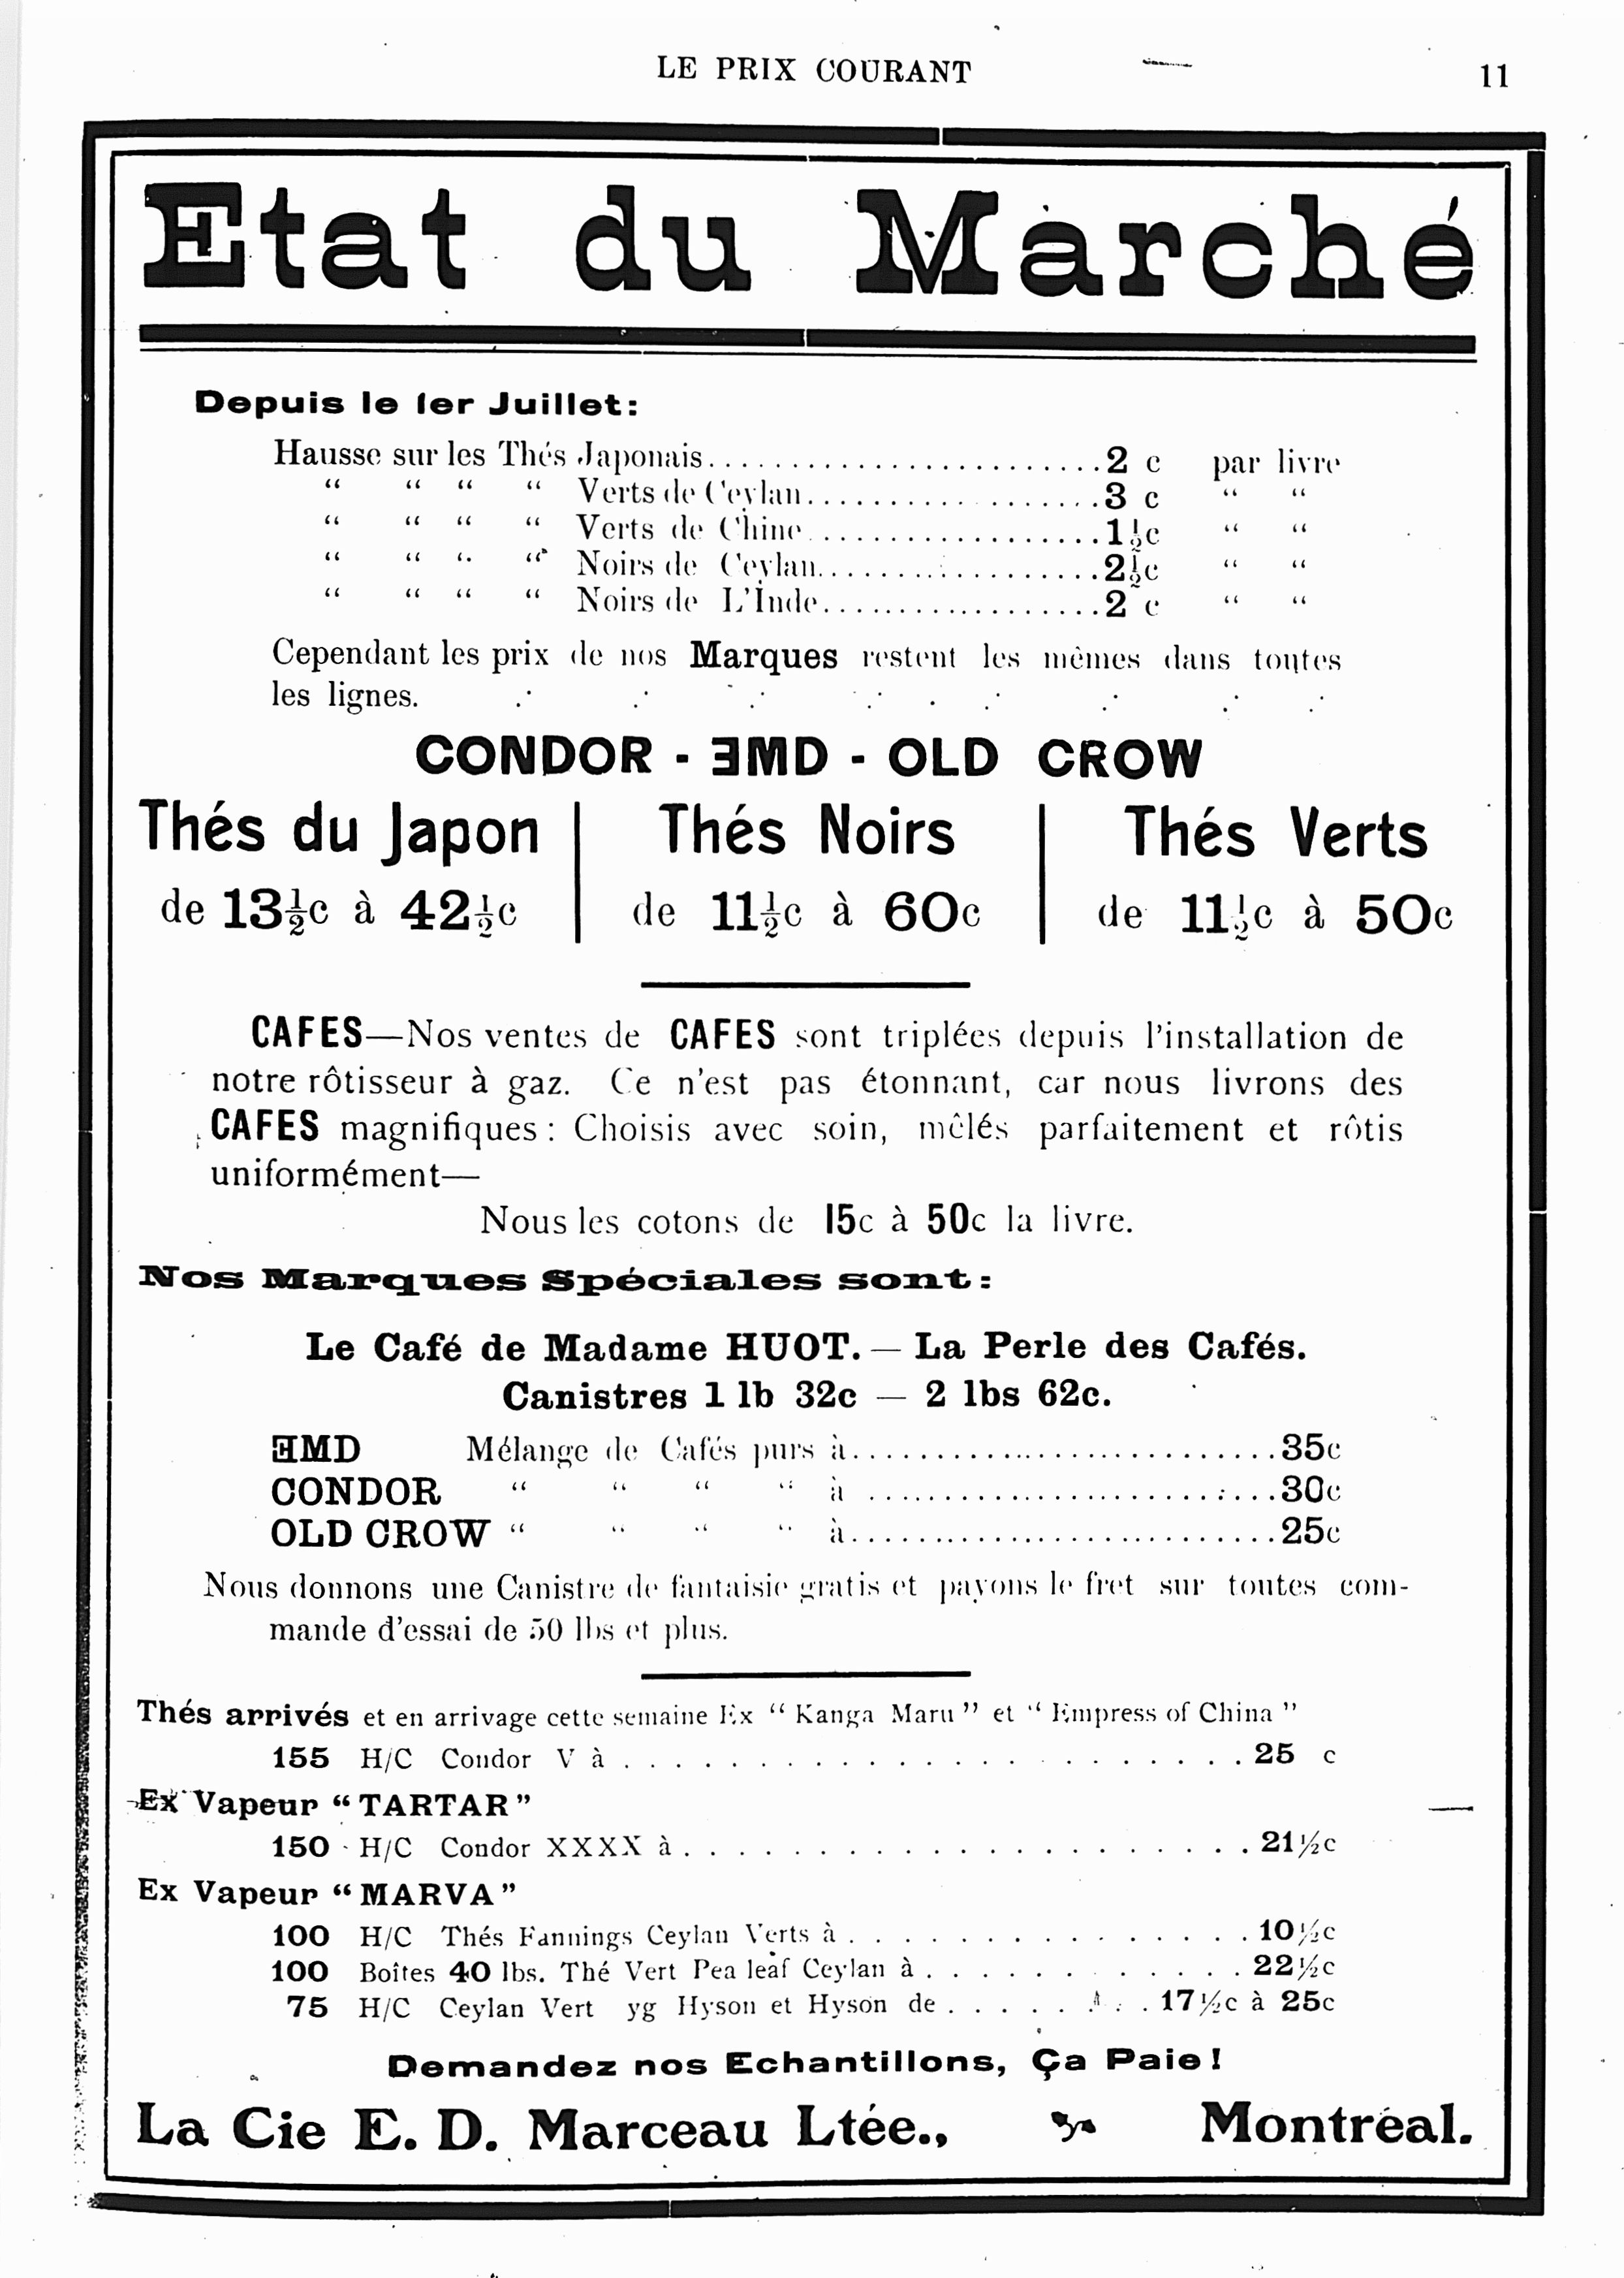 LE PRIX COURANT 11
Etat du Marché
Depuis le 1er Juillet:
Hausse sur les Thés Japonais........................2 c par livre
“ “ “ “ Verts de Ceylan..................3 c “ “
“ “ “ “ Verts de Chine..................1½c “ “
“ “ “ “ Noirs de Ceylan.................2½c “ “
“ “ “ “ Noirs de L'Inde.................2 c “ “
Cependant les prix de nos Marques restent les mêmes dans toutes
les lignes.
CONDOR - ƎMD - OLD CROW
Thés du Japon | Thés Noirs | Thés Verts
de 13½c à 42½c | de 11½c à 60c | de 11½c à 50c
CAFES—Nos ventes de CAFES sont triplées depuis l'installation de
notre rôtisseur à gaz. Ce n'est pas étonnant, car nous livrons des
CAFES magnifiques : Choisis avec soin, mêlés parfaitement et rôtis
uniformément—
Nous les cotons de 15c à 50c la livre.
Nos Marques Spéciales sont :
Le Café de Madame HUOT. — La Perle des Cafés.
Canistres 1 lb 32c — 2 lbs 62c.
ƎMD Mélange de Cafés purs à..........................35c
CONDOR “ “ “ “ à ..........................30c
OLD CROW “ “ “ “ à..........................25c
Nous donnons une Canistre de fantaisie gratis et payons le fret sur toutes com-
mande d'essai de 50 lbs et plus.
Thés arrivés et en arrivage cette semaine Ex “ Kanga Maru ” et “ Empress of China ”
155 H/C Condor V à . . . . . . . . . . . . . . . . . . . . . . . 25 c
Ex Vapeur “ TARTAR ”
150 H/C Condor XXXX à . . . . . . . . . . . . . . . . . . . . . 21½c
Ex Vapeur “ MARVA ”
100 H/C Thés Fannings Ceylan Verts à . . . . . . . . . . . . . . . 10½c
100 Boîtes 40 lbs. Thé Vert Pea leaf Ceylan à . . . . . . . . . . . . 22½c
75 H/C Ceylan Vert yg Hyson et Hyson de . . . . . . . . 17½c à 25c
Demandez nos Echantillons, Ça Paie !
La Cie E. D. Marceau Ltée., Montréal.